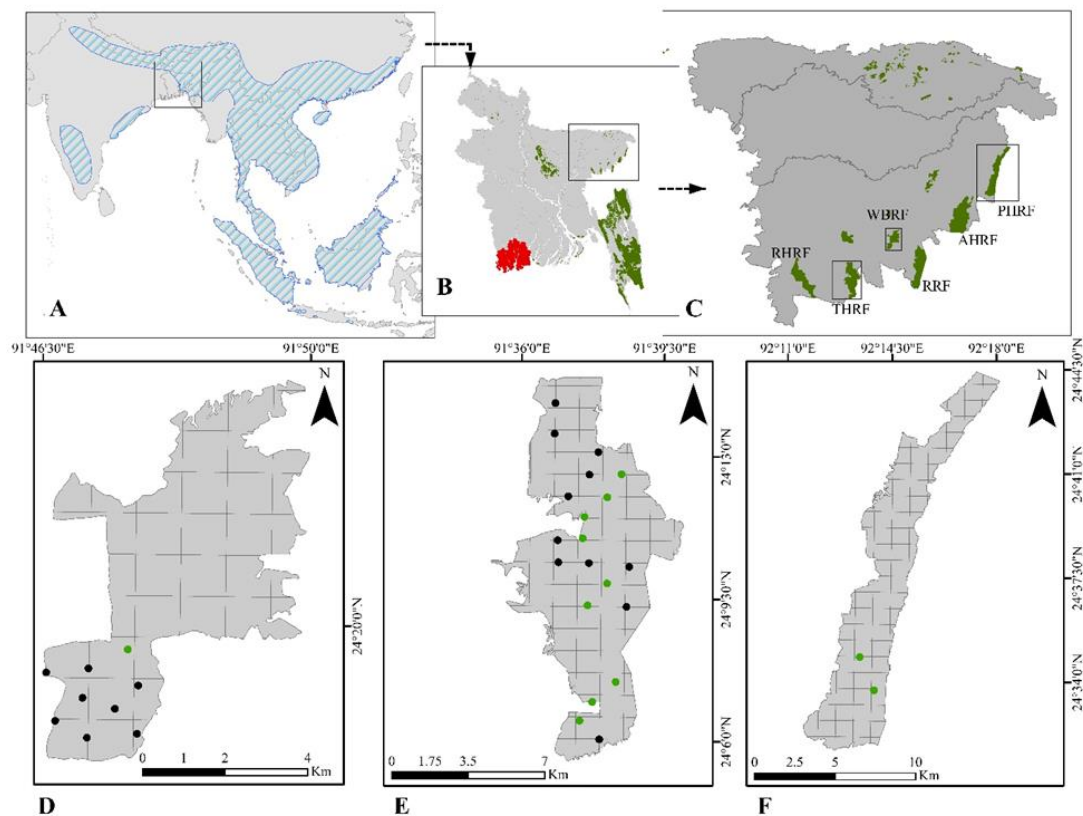 A
B
C
PHRF
WBRF
AHRF
RHRF
RRF
THRF
91°46'30"E
91°50'0"E
91°36'0"E
91°39'30"E
92°11'0"E
92°14'30"E
92°18'0"E
N
N
N
24°44'30"N
24°13'0"N
24°41'0"N
24°37'30"N
24°9'30"N
24°20'0"N
24°34'0"N
24°6'0"N
0 1 2 4
Km
0 1.75 3.5 7
Km
0 2.5 5 10
Km
D
E
F